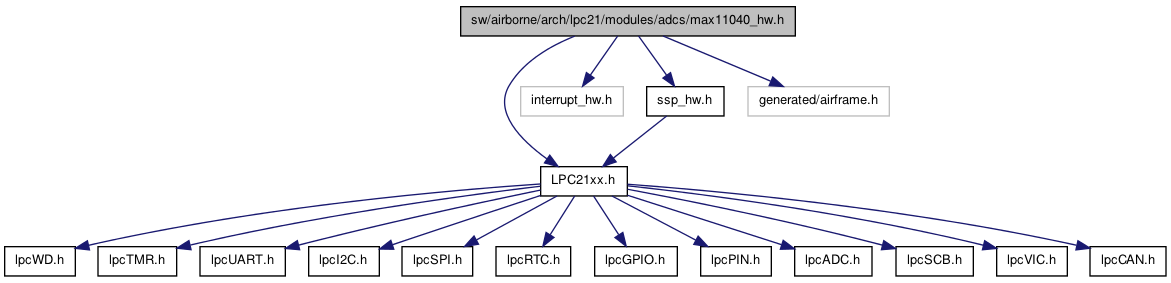 sw/airborne/arch/lpc21/modules/adcs/max11040_hw.h
interrupt_hw.h
ssp_hw.h
generated/airframe.h
LPC21xx.h
lpcWD.h
lpcTMR.h
lpcUART.h
lpcI2C.h
lpcSPI.h
lpcRTC.h
lpcGPIO.h
lpcPIN.h
lpcADC.h
lpcSCB.h
lpcVIC.h
lpcCAN.h